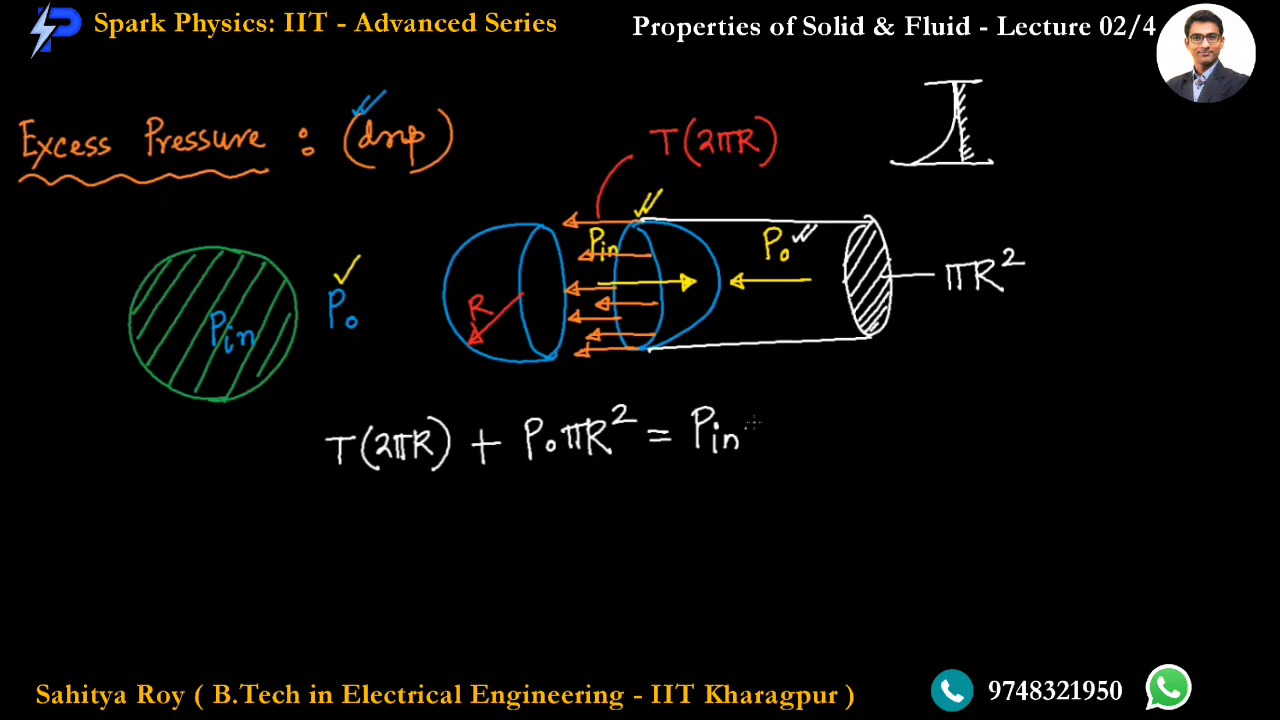 Spark Physics: IIT - Advanced Series
Properties of Solid & Fluid - Lecture 02/4
Excess Pressure : (drop)
T(2πR)
Pin
P₀
πR²
R
P₀
Pin
T(2πR) + P₀πR² = Pin
Sahitya Roy ( B.Tech in Electrical Engineering - IIT Kharagpur )
9748321950